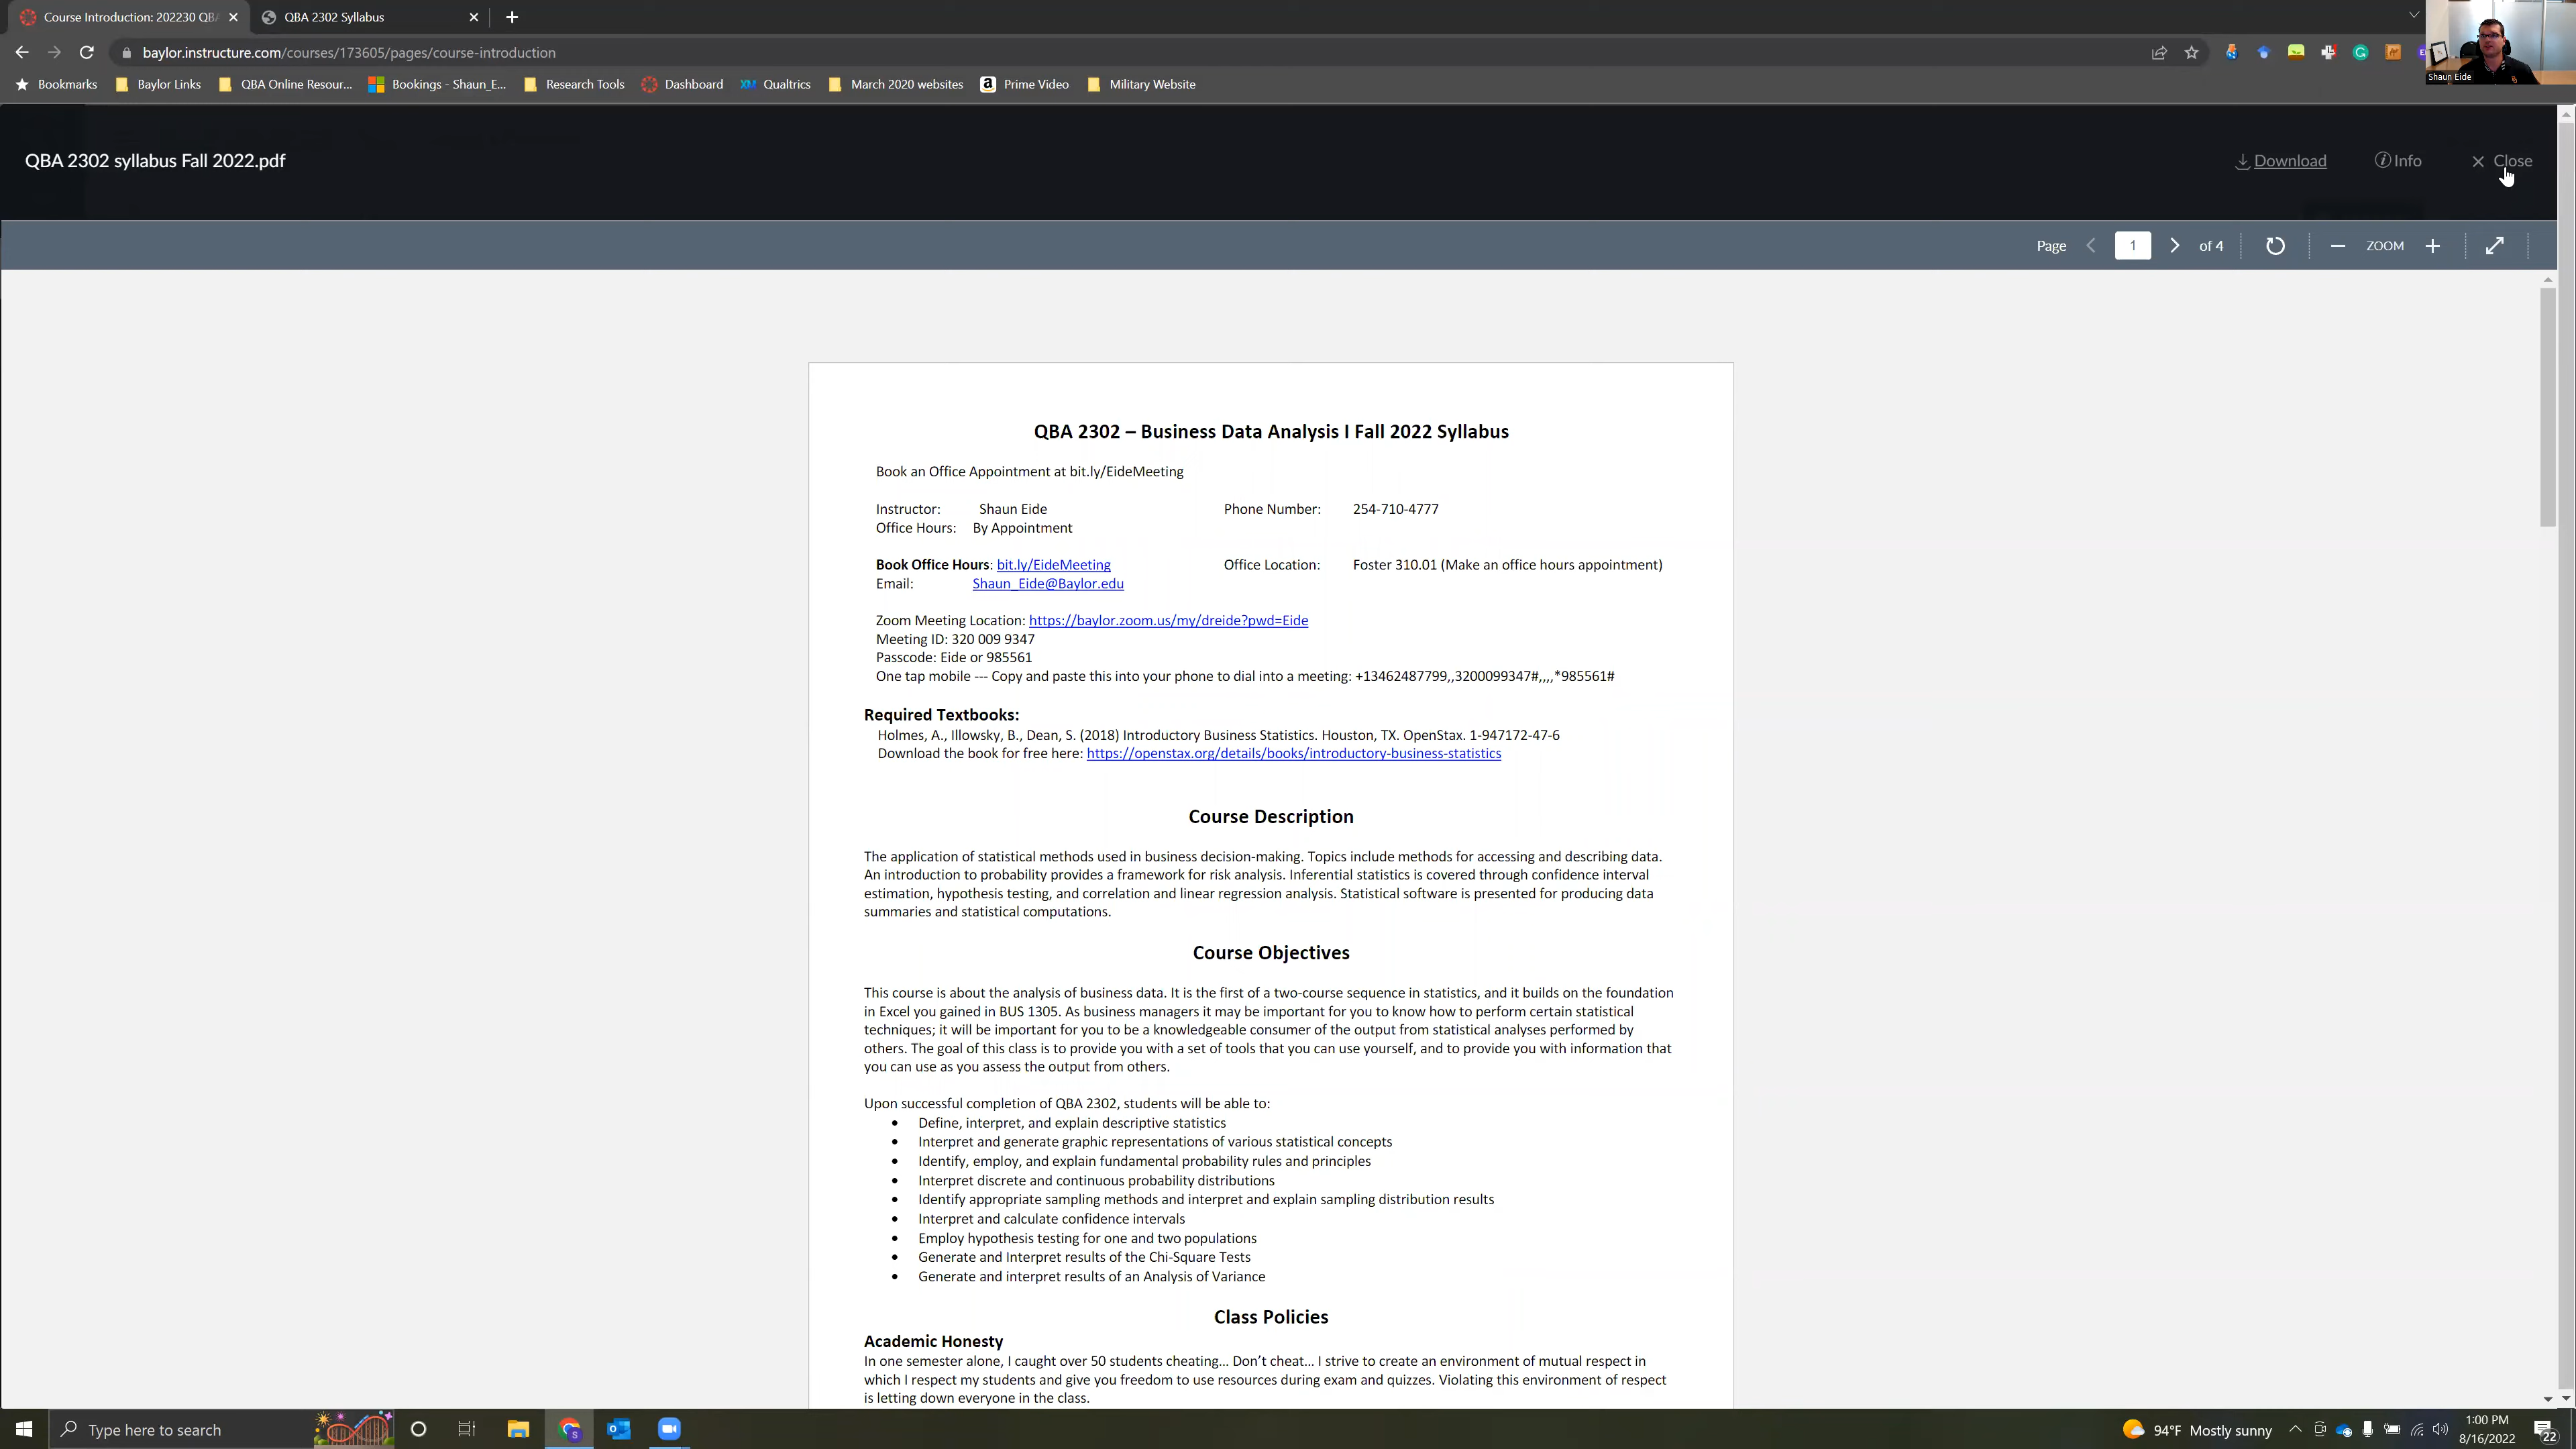 Course Introduction: 202230 QBA
QBA 2302 Syllabus
baylor.instructure.com/courses/173605/pages/course-introduction
Bookmarks
Baylor Links
QBA Online Resour...
Bookings - Shaun_E...
Research Tools
Dashboard
XM Qualtrics
March 2020 websites
Prime Video
Military Website
Shaun Eide
QBA 2302 syllabus Fall 2022.pdf
Download
Info
Close
Page 1 of 4
ZOOM
QBA 2302 – Business Data Analysis I Fall 2022 Syllabus
Book an Office Appointment at bit.ly/EideMeeting
Instructor: Shaun Eide Phone Number: 254-710-4777
Office Hours: By Appointment
Book Office Hours: bit.ly/EideMeeting Office Location: Foster 310.01 (Make an office hours appointment)
Email: Shaun_Eide@Baylor.edu
Zoom Meeting Location: https://baylor.zoom.us/my/dreide?pwd=Eide
Meeting ID: 320 009 9347
Passcode: Eide or 985561
One tap mobile --- Copy and paste this into your phone to dial into a meeting: +13462487799,,3200099347#,,,,*985561#
Required Textbooks:
Holmes, A., Illowsky, B., Dean, S. (2018) Introductory Business Statistics. Houston, TX. OpenStax. 1-947172-47-6
Download the book for free here: https://openstax.org/details/books/introductory-business-statistics
Course Description
The application of statistical methods used in business decision-making. Topics include methods for accessing and describing data.
An introduction to probability provides a framework for risk analysis. Inferential statistics is covered through confidence interval
estimation, hypothesis testing, and correlation and linear regression analysis. Statistical software is presented for producing data
summaries and statistical computations.
Course Objectives
This course is about the analysis of business data. It is the first of a two-course sequence in statistics, and it builds on the foundation
in Excel you gained in BUS 1305. As business managers it may be important for you to know how to perform certain statistical
techniques; it will be important for you to be a knowledgeable consumer of the output from statistical analyses performed by
others. The goal of this class is to provide you with a set of tools that you can use yourself, and to provide you with information that
you can use as you assess the output from others.
Upon successful completion of QBA 2302, students will be able to:
• Define, interpret, and explain descriptive statistics
• Interpret and generate graphic representations of various statistical concepts
• Identify, employ, and explain fundamental probability rules and principles
• Interpret discrete and continuous probability distributions
• Identify appropriate sampling methods and interpret and explain sampling distribution results
• Interpret and calculate confidence intervals
• Employ hypothesis testing for one and two populations
• Generate and Interpret results of the Chi-Square Tests
• Generate and interpret results of an Analysis of Variance
Class Policies
Academic Honesty
In one semester alone, I caught over 50 students cheating... Don't cheat... I strive to create an environment of mutual respect in
which I respect my students and give you freedom to use resources during exam and quizzes. Violating this environment of respect
is letting down everyone in the class.
Type here to search
94°F Mostly sunny
1:00 PM
8/16/2022
22